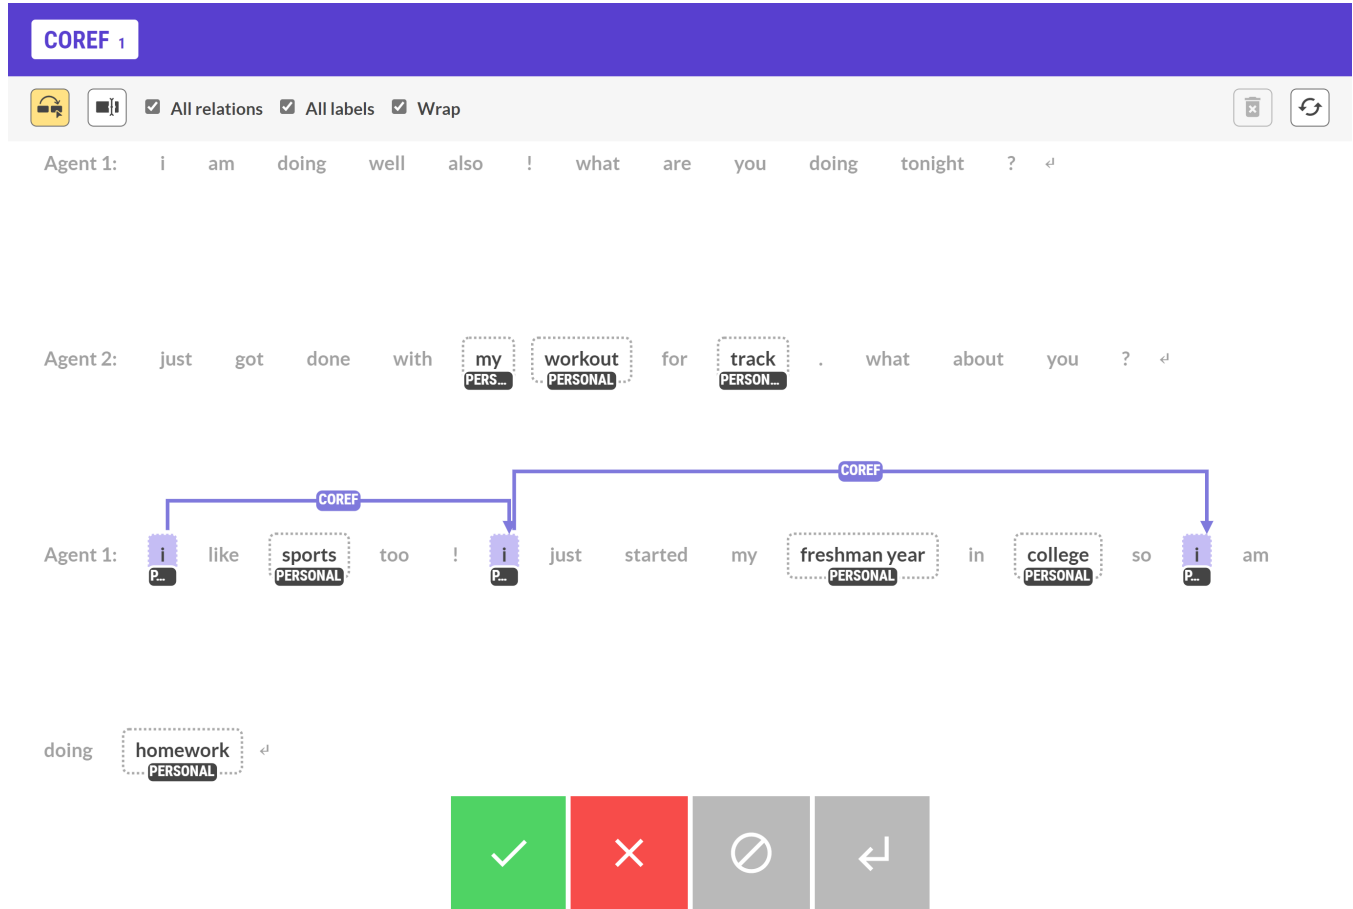 COREF 1
All relations All labels Wrap
Agent 1: i am doing well also ! what are you doing tonight ? ↵
Agent 2: just got done with my workout for track . what about you ? ↵
PERS... PERSONAL PERSON...
COREF
COREF
Agent 1: i like sports too ! i just started my freshman year in college so i am
P... PERSONAL P... PERSONAL PERSONAL P...
doing homework ↵
PERSONAL